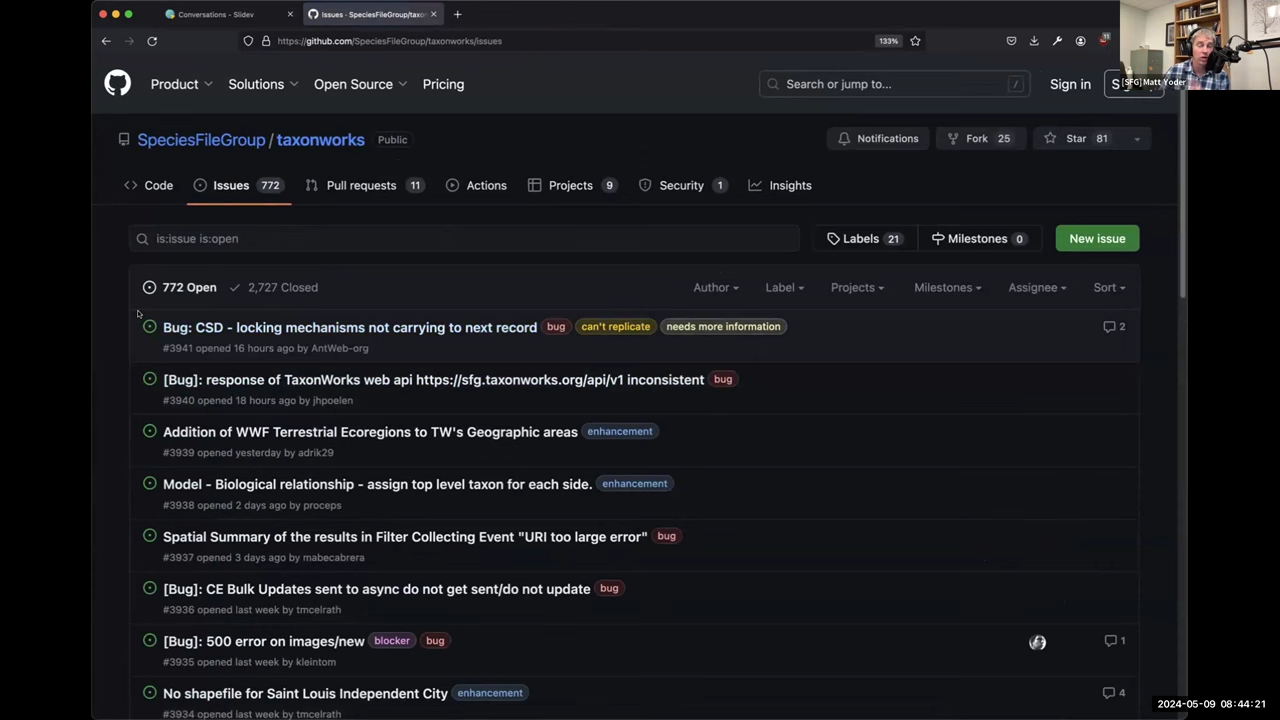 Conversations - Slidev
Issues · SpeciesFileGroup/taxo
https://github.com/SpeciesFileGroup/taxonworks/issues
133%
[SFG] Matt Yoder
Product
Solutions
Open Source
Pricing
Search or jump to...
/
Sign in
SpeciesFileGroup / taxonworks
Public
Notifications
Fork 25
Star 81
Code
Issues 772
Pull requests 11
Actions
Projects 9
Security 1
Insights
is:issue is:open
Labels 21
Milestones 0
New issue
772 Open
2,727 Closed
Author
Label
Projects
Milestones
Assignee
Sort
Bug: CSD - locking mechanisms not carrying to next record bug can't replicate needs more information
2
#3941 opened 16 hours ago by AntWeb-org
[Bug]: response of TaxonWorks web api https://sfg.taxonworks.org/api/v1 inconsistent bug
#3940 opened 18 hours ago by jhpoelen
Addition of WWF Terrestrial Ecoregions to TW's Geographic areas enhancement
#3939 opened yesterday by adrik29
Model - Biological relationship - assign top level taxon for each side. enhancement
#3938 opened 2 days ago by proceps
Spatial Summary of the results in Filter Collecting Event "URI too large error" bug
#3937 opened 3 days ago by mabecabrera
[Bug]: CE Bulk Updates sent to async do not get sent/do not update bug
#3936 opened last week by tmcelrath
[Bug]: 500 error on images/new blocker bug
1
#3935 opened last week by kleintom
No shapefile for Saint Louis Independent City enhancement
4
#3934 opened last week by tmcelrath
2024-05-09 08:44:21